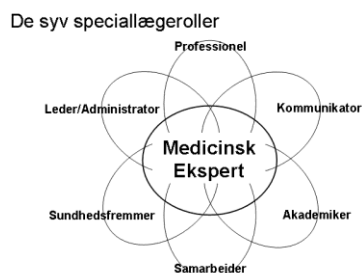 De syv speciallægeroller
Professionel
Leder/Administrator
Kommunikator
Medicinsk
Ekspert
Sundhedsfremmer
Akademiker
Samarbejder